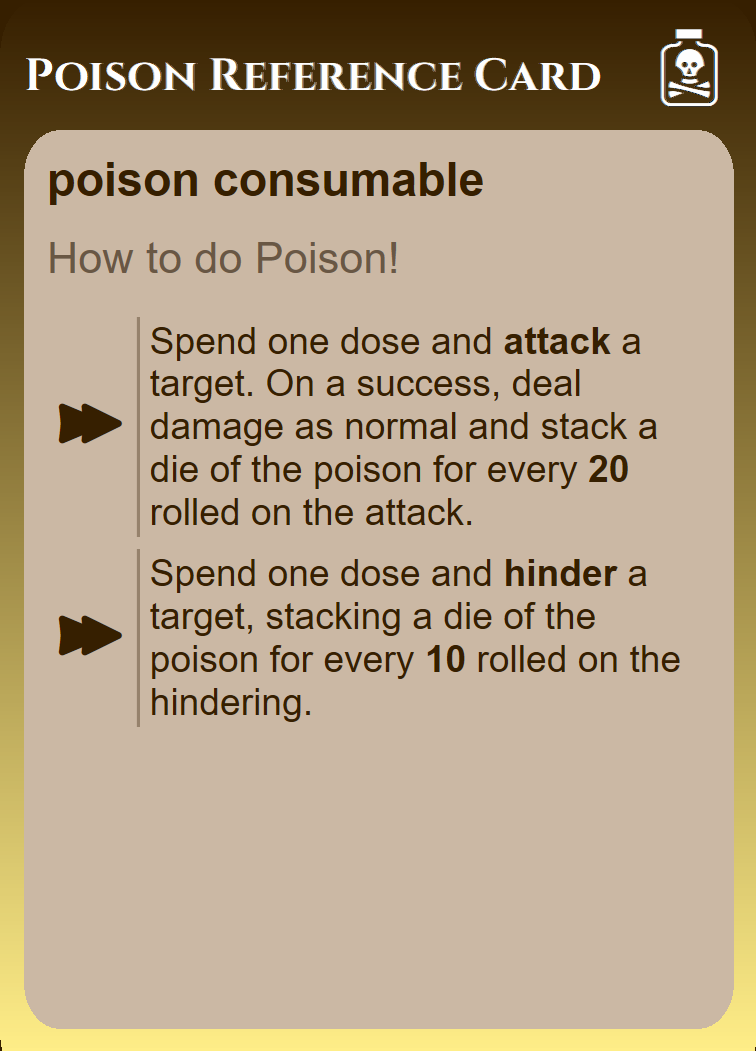 Poison Reference Card
poison consumable
How to do Poison!
Spend one dose and attack a
target. On a success, deal
damage as normal and stack a
die of the poison for every 20
rolled on the attack.
Spend one dose and hinder a
target, stacking a die of the
poison for every 10 rolled on the
hindering.